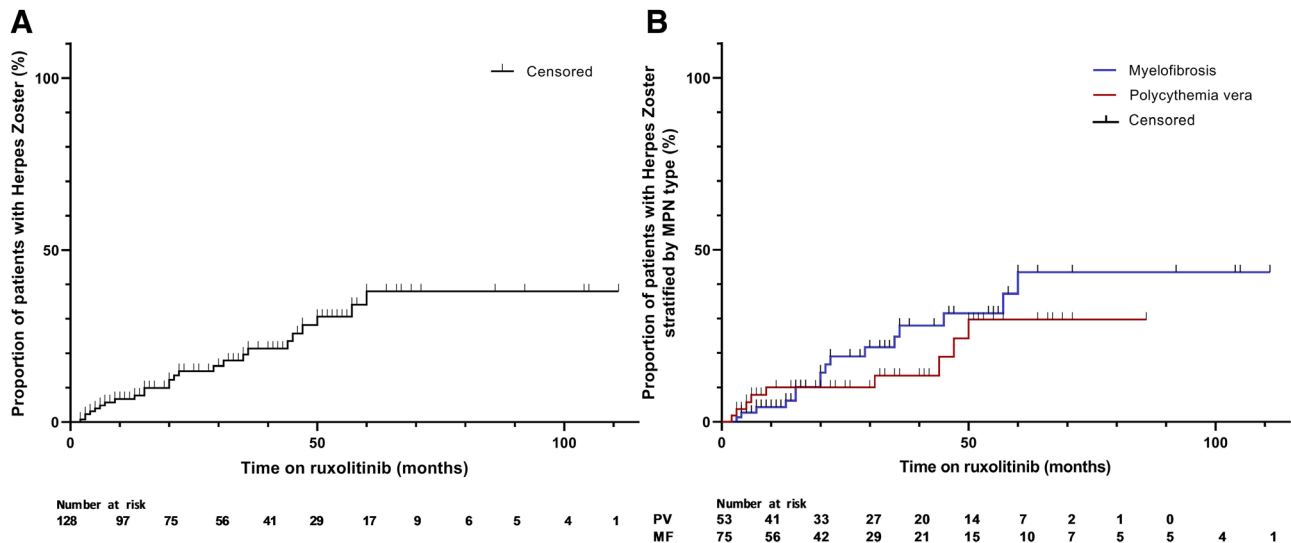 A
Proportion of patients with Herpes Zoster (%)
100
50
0
Censored
0 50 100
Time on ruxolitinib (months)
Number at risk
128 97 75 56 41 29 17 9 6 5 4 1
B
Proportion of patients with Herpes Zoster
stratified by MPN type (%)
100
50
0
Myelofibrosis
Polycythemia vera
Censored
0 50 100
Time on ruxolitinib (months)
Number at risk
PV 53 41 33 27 20 14 7 2 1 0
MF 75 56 42 29 21 15 10 7 5 5 4 1